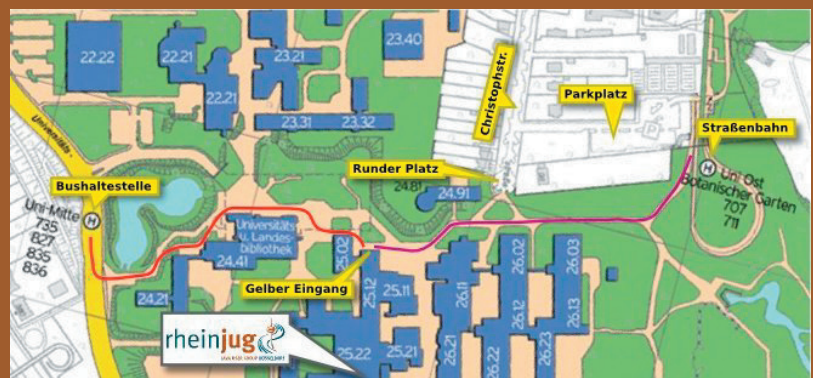 22.22
22.21
22.21
23.21
23.31
23.32
23.40
Christophstr.
Parkplatz
Straßenbahn
Universitäts-
Bushaltestelle
Runder Platz
24.81
24.91
H
Uni Ost
Botanischer Garten
707
711
Uni-Mitte
H
735
827
835
836
Universitäts
u. Landes-
bibliothek
24.41
24.21
25.02
Gelber Eingang
25.12
25.11
25.22
25.21
26.11
26.21
26.02
26.12
26.22
26.03
26.13
26.23
rheinjug